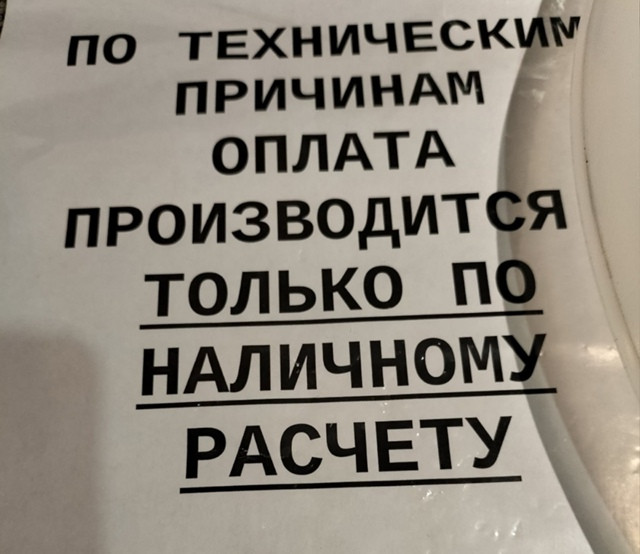 ПО ТЕХНИЧЕСКИМ
ПРИЧИНАМ
ОПЛАТА
ПРОИЗВОДИТСЯ
ТОЛЬКО ПО
НАЛИЧНОМУ
РАСЧЕТУ